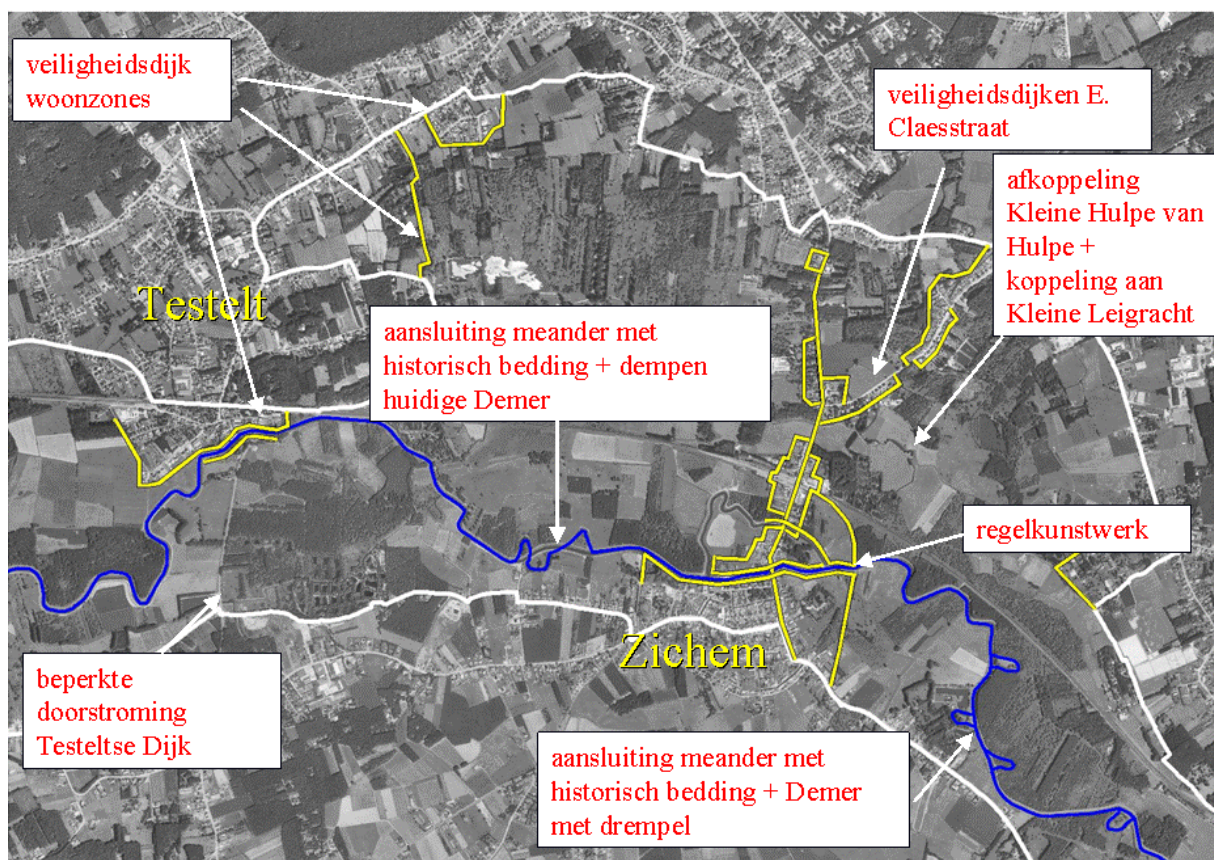 veiligheidsdijk
woonzones
veiligheidsdijken E.
Claesstraat
afkoppeling
Kleine Hulpe van
Hulpe +
koppeling aan
Kleine Leigracht
Testelt
aansluiting meander met
historisch bedding + dempen
huidige Demer
regelkunstwerk
Zichem
beperkte
doorstroming
Testeltse Dijk
aansluiting meander met
historisch bedding + Demer
met drempel